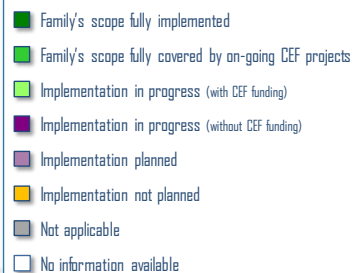 Family's scope fully implemented
Family's scope fully covered by on-going CEF projects
Implementation in progress (with CEF funding)
Implementation in progress (without CEF funding)
Implementation planned
Implementation not planned
Not applicable
No information available